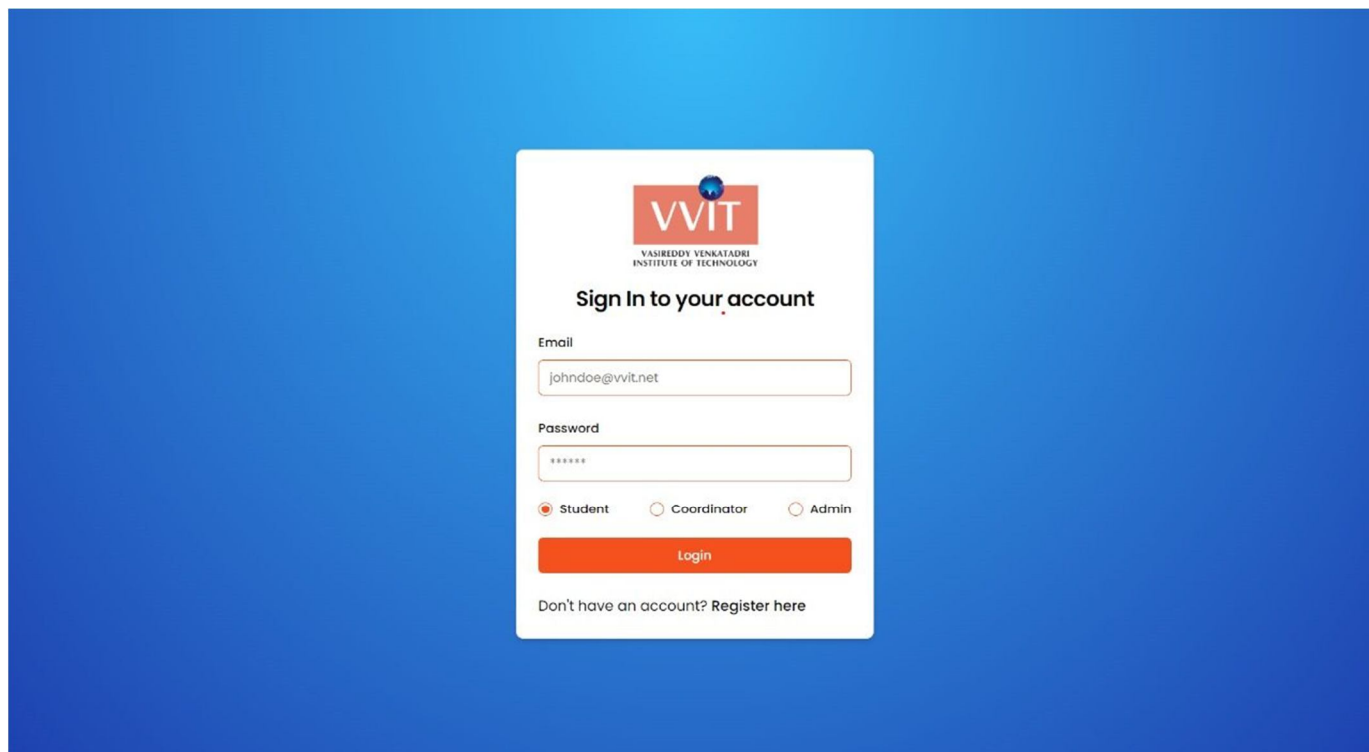 VVIT
VASIREDDY VENKATADRI
INSTITUTE OF TECHNOLOGY
Sign In to your account
Email
johndoe@vvit.net
Password
******
Student Coordinator Admin
Login
Don't have an account? Register here